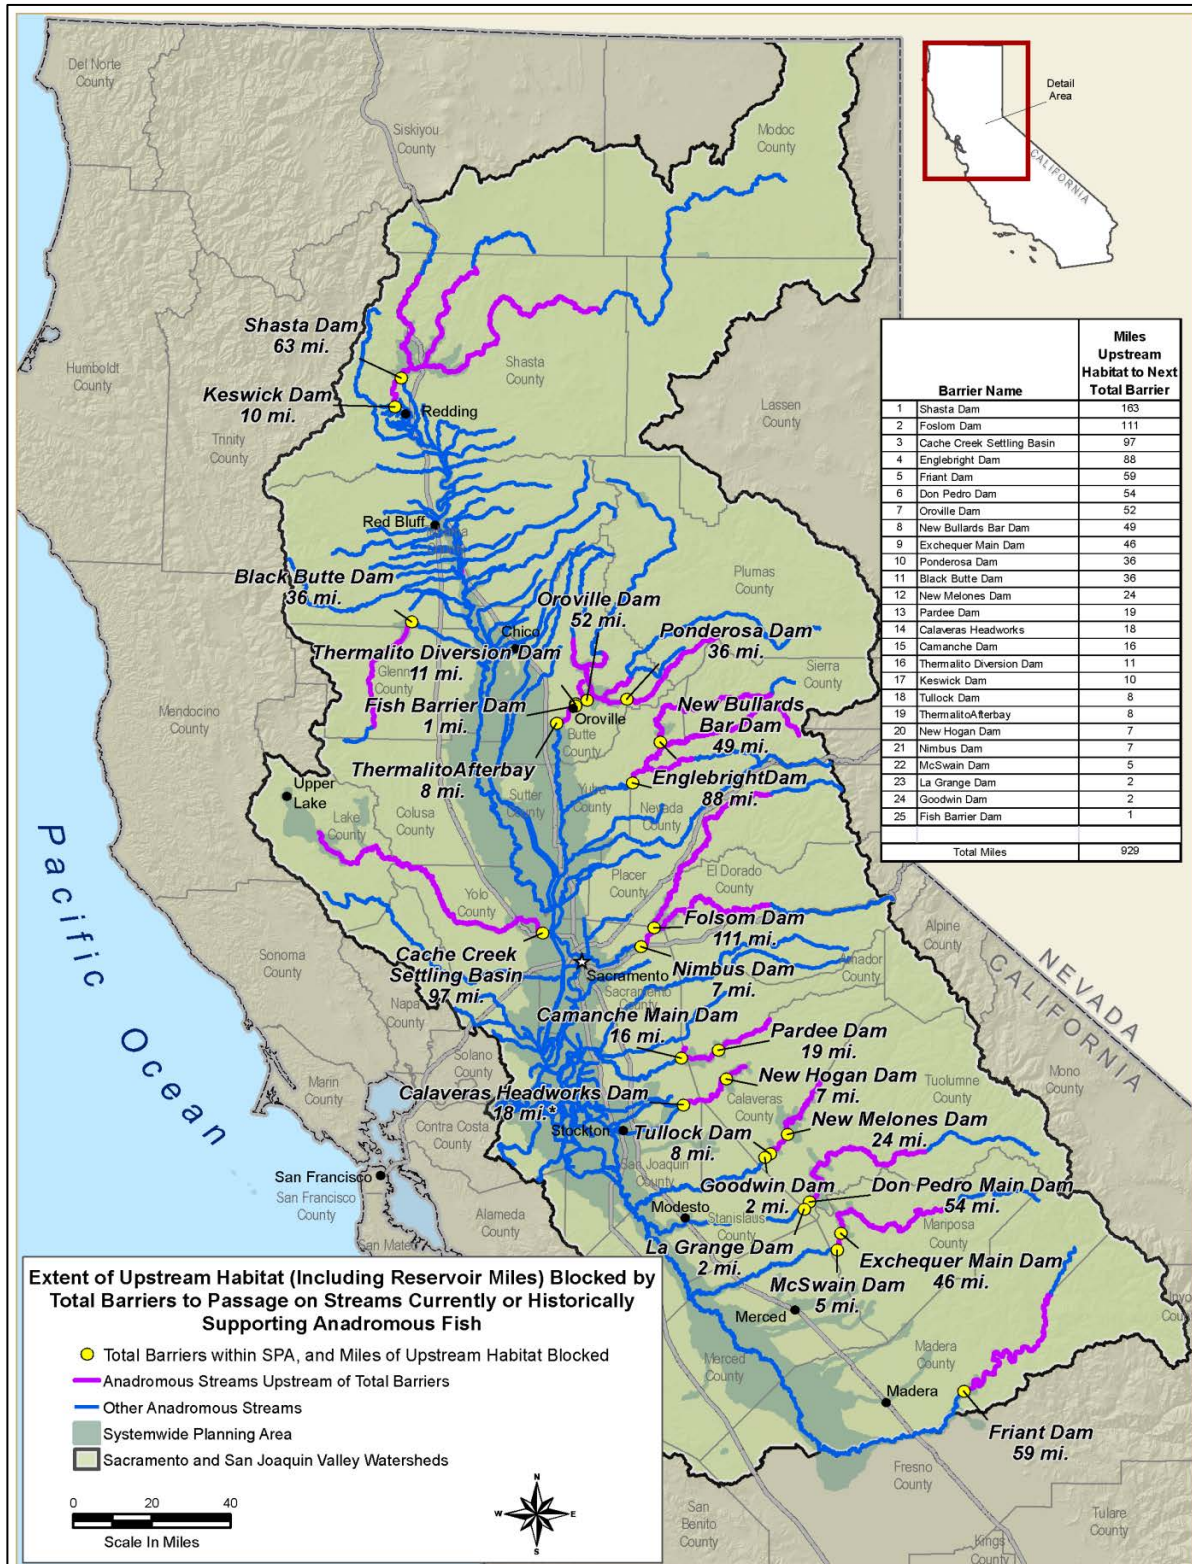 Del Norte
County
Siskiyou
County
Modoc
County
Detail
Area
CALIFORNIA
Shasta Dam
63 mi.
Keswick Dam
10 mi.
Humboldt
County
Trinity
County
Shasta
County
Redding
Lassen
County
Red Bluff
Black Butte Dam
36 mi.
Plumas
County
Oroville Dam
52 mi.
Ponderosa Dam
36 mi.
Chico
Thermalito Diversion Dam
11 mi.
Glenn
County
Sierra
County
Fish Barrier Dam
1 mi.
Oroville
Butte
County
New Bullards
Bar Dam
49 mi.
Mendocino
County
ThermalitoAfterbay
8 mi.
EnglebrightDam
88 mi.
Upper
Lake
Lake
County
Colusa
County
Sutter
County
Yuba
County
Nevada
County
Placer
County
El Dorado
County
Yolo
County
Pacific Ocean
Sonoma
County
Napa
County
Cache Creek
Settling Basin
97 mi.
Folsom Dam
111 mi.
Sacramento
Nimbus Dam
7 mi.
Sacramento
County
Amador
County
Alpine
County
NEVADA
CALIFORNIA
Camanche Main Dam
16 mi.
Pardee Dam
19 mi.
Solano
County
Marin
County
New Hogan Dam
7 mi.
Calaveras
County
Tuolumne
County
Mono
County
Calaveras Headworks Dam
18 mi.*
Contra Costa
County
Stockton
New Melones Dam
24 mi.
Tullock Dam
8 mi.
San Joaquin
County
San Francisco
San Francisco
County
Goodwin Dam
2 mi.
Don Pedro Main Dam
54 mi.
Alameda
County
Modesto
Stanislaus
County
Mariposa
County
San Mateo
La Grange Dam
2 mi.
Exchequer Main Dam
46 mi.
McSwain Dam
5 mi.
Merced
Merced
County
Madera
County
Inyo
County
Madera
Friant Dam
59 mi.
Fresno
County
San
Benito
County
Tulare
County
Kings
County
Barrier Name Miles Upstream Habitat to Next Total Barrier
1 Shasta Dam 163
2 Foslom Dam 111
3 Cache Creek Settling Basin 97
4 Englebright Dam 88
5 Friant Dam 59
6 Don Pedro Dam 54
7 Oroville Dam 52
8 New Bullards Bar Dam 49
9 Exchequer Main Dam 46
10 Ponderosa Dam 36
11 Black Butte Dam 36
12 New Melones Dam 24
13 Pardee Dam 19
14 Calaveras Headworks 18
15 Camanche Dam 16
16 Thermalito Diversion Dam 11
17 Keswick Dam 10
18 Tullock Dam 8
19 ThermalitoAfterbay 8
20 New Hogan Dam 7
21 Nimbus Dam 7
22 McSwain Dam 5
23 La Grange Dam 2
24 Goodwin Dam 2
25 Fish Barrier Dam 1
Total Miles 929
Extent of Upstream Habitat (Including Reservoir Miles) Blocked by
Total Barriers to Passage on Streams Currently or Historically
Supporting Anadromous Fish
Total Barriers within SPA, and Miles of Upstream Habitat Blocked
Anadromous Streams Upstream of Total Barriers
Other Anadromous Streams
Systemwide Planning Area
Sacramento and San Joaquin Valley Watersheds
0 20 40
Scale In Miles
N
W E
S